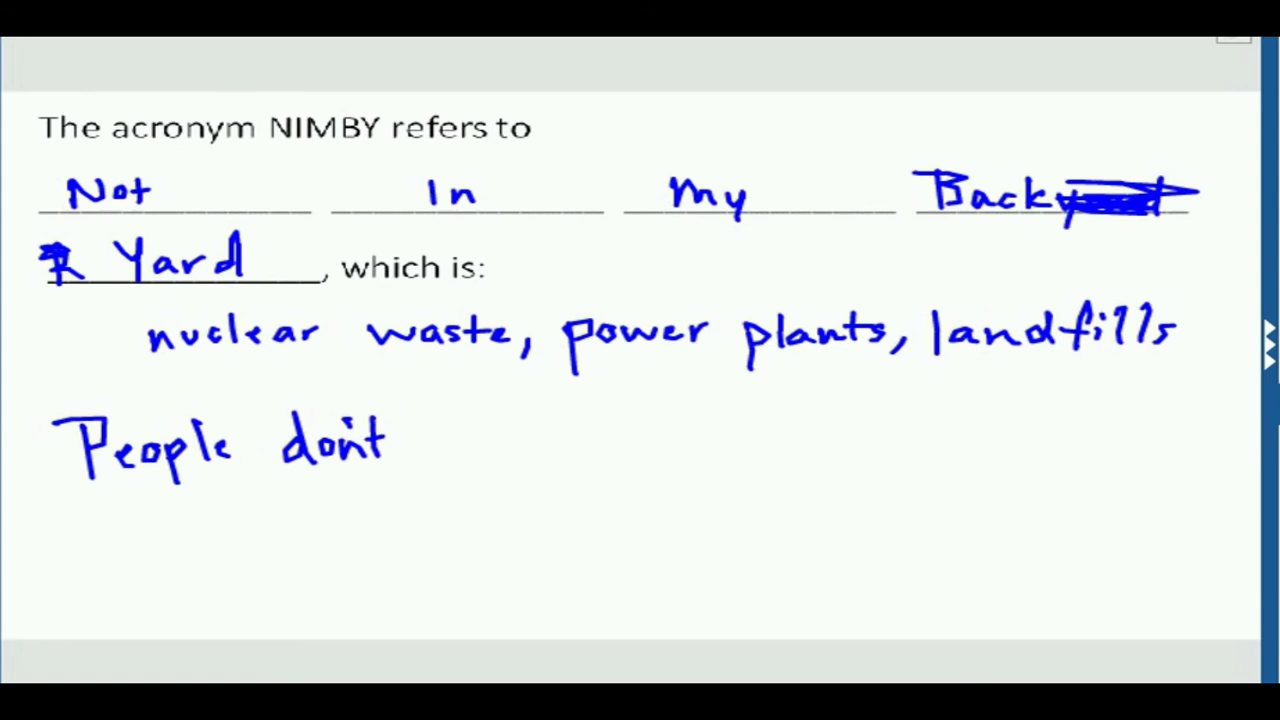 The acronym NIMBY refers to
Not In My Back
Yard, which is:
nuclear waste, power plants, landfills
People don't